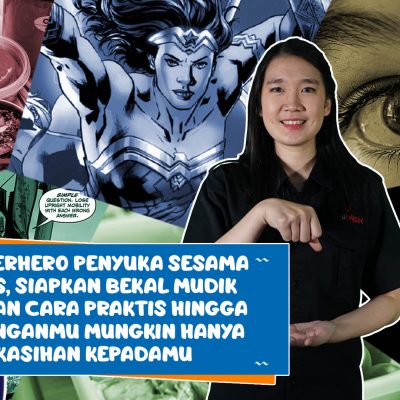 SIMPLE
QUESTION. LOSE
UPRIGHT MOBILITY
WITH EACH WRONG
ANSWER.
ERHERO PENYUKA SESAMA
S, SIAPKAN BEKAL MUDIK
AN CARA PRAKTIS HINGGA
NGANMU MUNGKIN HANYA
KASIHAN KEPADAMU